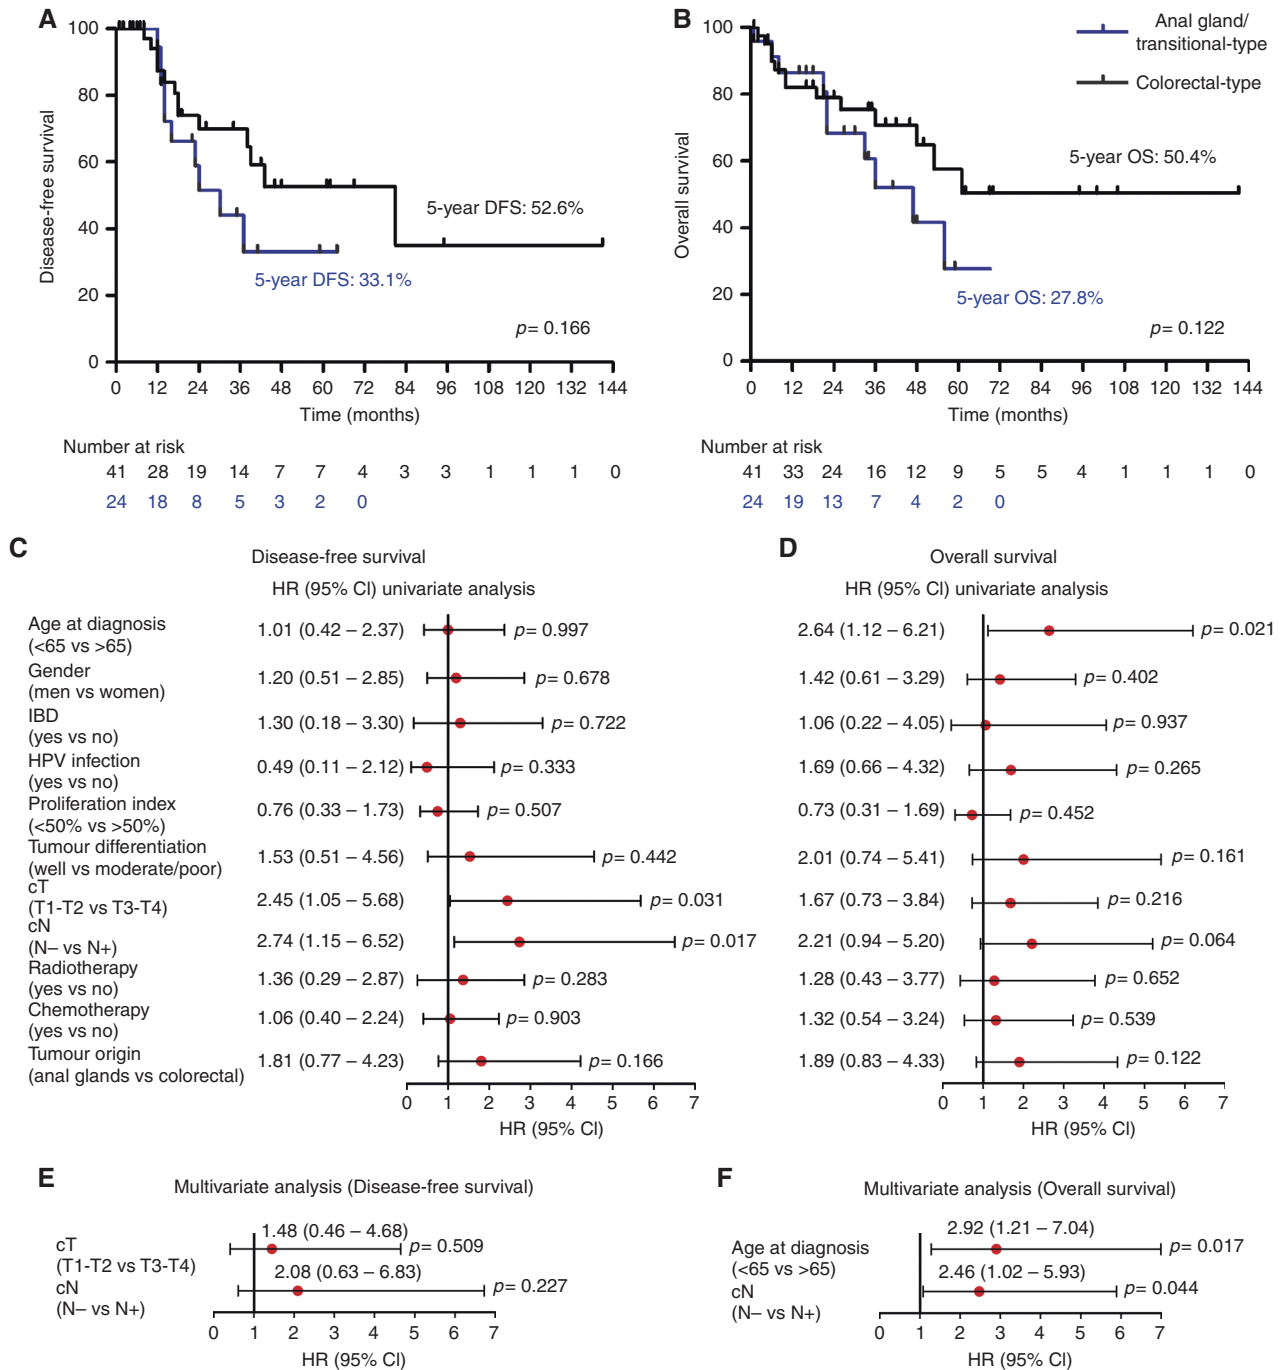 A
Disease-free survival
100
80
60
40
20
0
5-year DFS: 52.6%
5-year DFS: 33.1%
p= 0.166
0 12 24 36 48 60 72 84 96 108 120 132 144
Time (months)
Number at risk
41 28 19 14 7 7 4 3 3 1 1 1 0
24 18 8 5 3 2 0
B
Overall survival
100
80
60
40
20
0
Anal gland/
transitional-type
Colorectal-type
5-year OS: 50.4%
5-year OS: 27.8%
p= 0.122
0 12 24 36 48 60 72 84 96 108 120 132 144
Time (months)
Number at risk
41 33 24 16 12 9 5 5 4 1 1 1 0
24 19 13 7 4 2 0
C
Disease-free survival
HR (95% CI) univariate analysis
Age at diagnosis
(<65 vs >65)
1.01 (0.42 – 2.37) p= 0.997
Gender
(men vs women)
1.20 (0.51 – 2.85) p= 0.678
IBD
(yes vs no)
1.30 (0.18 – 3.30) p= 0.722
HPV infection
(yes vs no)
0.49 (0.11 – 2.12) p= 0.333
Proliferation index
(<50% vs >50%)
0.76 (0.33 – 1.73) p= 0.507
Tumour differentiation
(well vs moderate/poor)
1.53 (0.51 – 4.56) p= 0.442
cT
(T1-T2 vs T3-T4)
2.45 (1.05 – 5.68) p= 0.031
cN
(N– vs N+)
2.74 (1.15 – 6.52) p= 0.017
Radiotherapy
(yes vs no)
1.36 (0.29 – 2.87) p= 0.283
Chemotherapy
(yes vs no)
1.06 (0.40 – 2.24) p= 0.903
Tumour origin
(anal glands vs colorectal)
1.81 (0.77 – 4.23) p= 0.166
0 1 2 3 4 5 6 7
HR (95% CI)
D
Overall survival
HR (95% CI) univariate analysis
2.64 (1.12 – 6.21) p= 0.021
1.42 (0.61 – 3.29) p= 0.402
1.06 (0.22 – 4.05) p= 0.937
1.69 (0.66 – 4.32) p= 0.265
0.73 (0.31 – 1.69) p= 0.452
2.01 (0.74 – 5.41) p= 0.161
1.67 (0.73 – 3.84) p= 0.216
2.21 (0.94 – 5.20) p= 0.064
1.28 (0.43 – 3.77) p= 0.652
1.32 (0.54 – 3.24) p= 0.539
1.89 (0.83 – 4.33) p= 0.122
0 1 2 3 4 5 6 7
HR (95% CI)
E
Multivariate analysis (Disease-free survival)
cT
(T1-T2 vs T3-T4)
1.48 (0.46 – 4.68) p= 0.509
cN
(N– vs N+)
2.08 (0.63 – 6.83) p= 0.227
0 1 2 3 4 5 6 7
HR (95% CI)
F
Multivariate analysis (Overall survival)
Age at diagnosis
(<65 vs >65)
2.92 (1.21 – 7.04) p= 0.017
cN
(N– vs N+)
2.46 (1.02 – 5.93) p= 0.044
0 1 2 3 4 5 6 7
HR (95% CI)